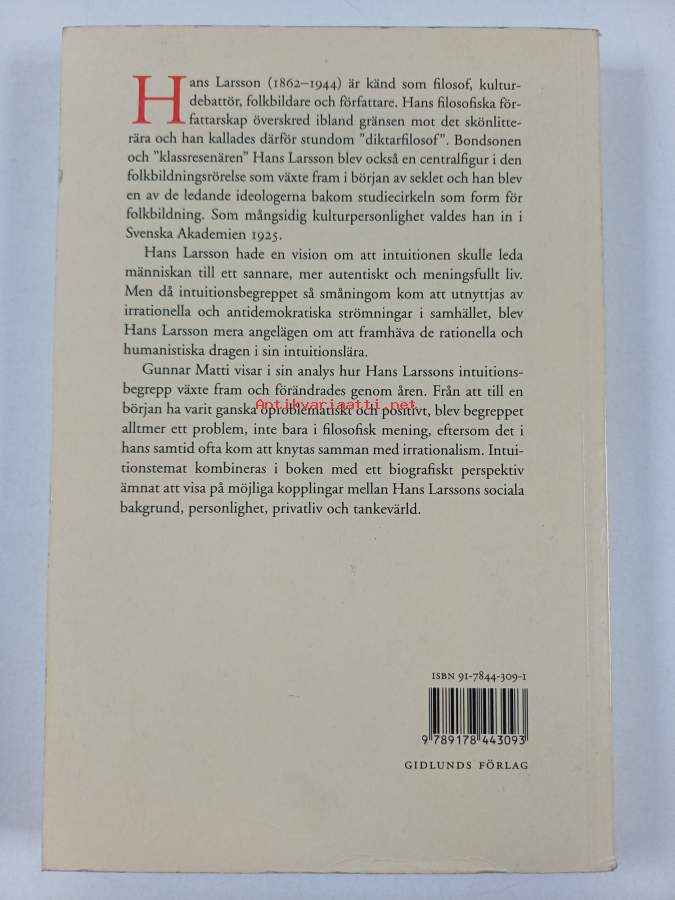 Hans Larsson (1862–1944) är känd som filosof, kultur-
debattör, folkbildare och författare. Hans filosofiska för-
fattarskap överskred ibland gränsen mot det skönlitte-
rära och han kallades därför stundom ”diktarfilosof”. Bondsonen
och ”klassresenären” Hans Larsson blev också en centralfigur i den
folkbildningsrörelse som växte fram i början av seklet och han blev
en av de ledande ideologerna bakom studiecirkeln som form för
folkbildning. Som mångsidig kulturpersonlighet valdes han in i
Svenska Akademien 1925.
Hans Larsson hade en vision om att intuitionen skulle leda
människan till ett sannare, mer autentiskt och meningsfullt liv.
Men då intuitionsbegreppet så småningom kom att utnyttjas av
irrationella och antidemokratiska strömningar i samhället, blev
Hans Larsson mera angelägen om att framhäva de rationella och
humanistiska dragen i sin intuitionslära.
Gunnar Matti visar i sin analys hur Hans Larssons intuitions-
begrepp växte fram och förändrades genom åren. Från att till en
början ha varit ganska oproblematiskt och positivt, blev begreppet
Antikvariaatti.net
alltmer ett problem, inte bara i filosofisk mening, eftersom det i
hans samtid ofta kom att knytas samman med irrationalism. Intui-
tionstemat kombineras i boken med ett biografiskt perspektiv
ämnat att visa på möjliga kopplingar mellan Hans Larssons sociala
bakgrund, personlighet, privatliv och tankevärld.
ISBN 91-7844-309-1
9 789178 443093
GIDLUNDS FÖRLAG